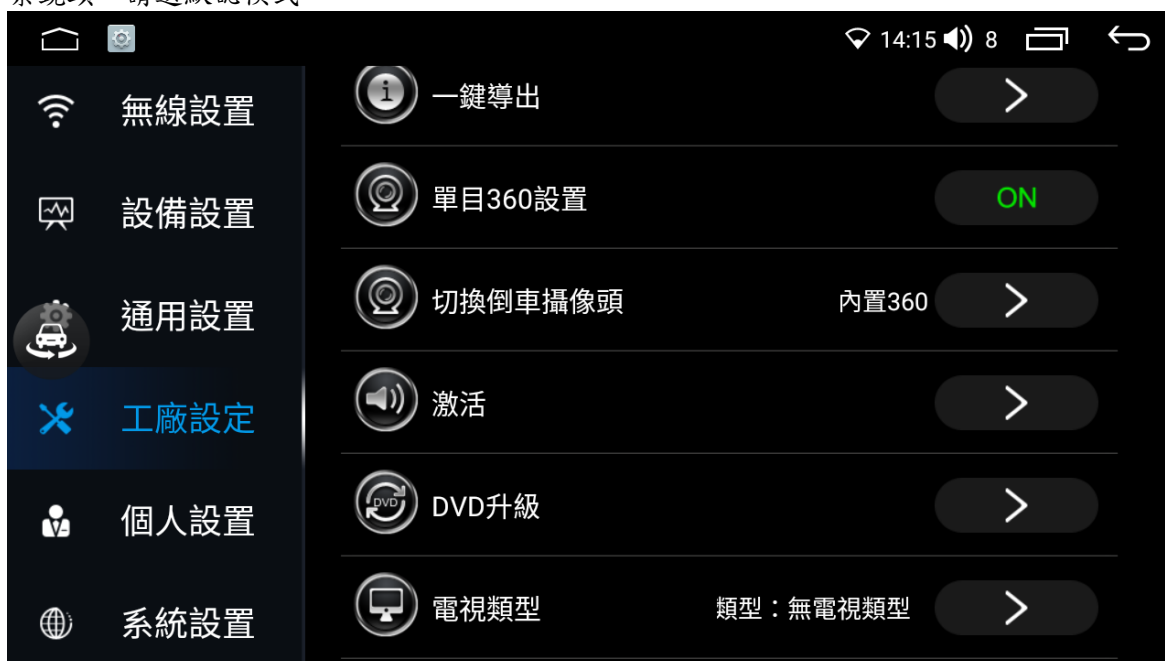 14:15 8
無線設置
設備設置
通用設置
工廠設定
個人設置
系統設置
一鍵導出
單目360設置 ON
切換倒車攝像頭 內置360
激活
DVD
DVD升級
電視類型 類型：無電視類型